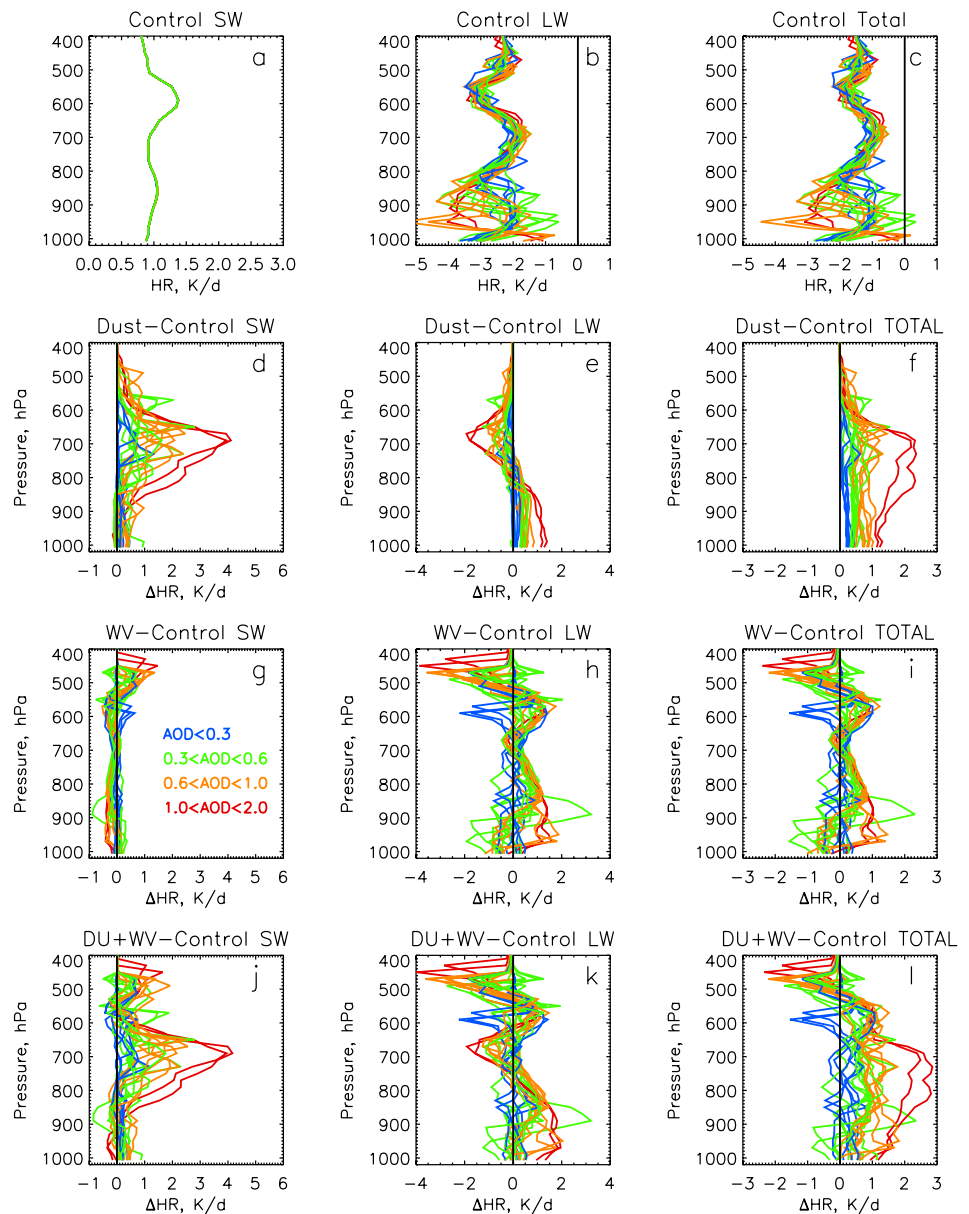 Control SW
Control LW
Control Total
a
b
c
400
500
600
700
800
900
1000
0.0 0.5 1.0 1.5 2.0 2.5 3.0
HR, K/d
400
500
600
700
800
900
1000
-5 -4 -3 -2 -1 0 1
HR, K/d
400
500
600
700
800
900
1000
-5 -4 -3 -2 -1 0 1
HR, K/d
Dust-Control SW
Dust-Control LW
Dust-Control TOTAL
d
e
f
Pressure, hPa
400
500
600
700
800
900
1000
-1 0 1 2 3 4 5 6
ΔHR, K/d
Pressure, hPa
400
500
600
700
800
900
1000
-4 -2 0 2 4
ΔHR, K/d
Pressure, hPa
400
500
600
700
800
900
1000
-3 -2 -1 0 1 2 3
ΔHR, K/d
WV-Control SW
WV-Control LW
WV-Control TOTAL
g
h
i
AOD<0.3
0.3<AOD<0.6
0.6<AOD<1.0
1.0<AOD<2.0
Pressure, hPa
400
500
600
700
800
900
1000
-1 0 1 2 3 4 5 6
ΔHR, K/d
Pressure, hPa
400
500
600
700
800
900
1000
-4 -2 0 2 4
ΔHR, K/d
Pressure, hPa
400
500
600
700
800
900
1000
-3 -2 -1 0 1 2 3
ΔHR, K/d
DU+WV-Control SW
DU+WV-Control LW
DU+WV-Control TOTAL
j
k
l
Pressure, hPa
400
500
600
700
800
900
1000
-1 0 1 2 3 4 5 6
ΔHR, K/d
Pressure, hPa
400
500
600
700
800
900
1000
-4 -2 0 2 4
ΔHR, K/d
Pressure, hPa
400
500
600
700
800
900
1000
-3 -2 -1 0 1 2 3
ΔHR, K/d